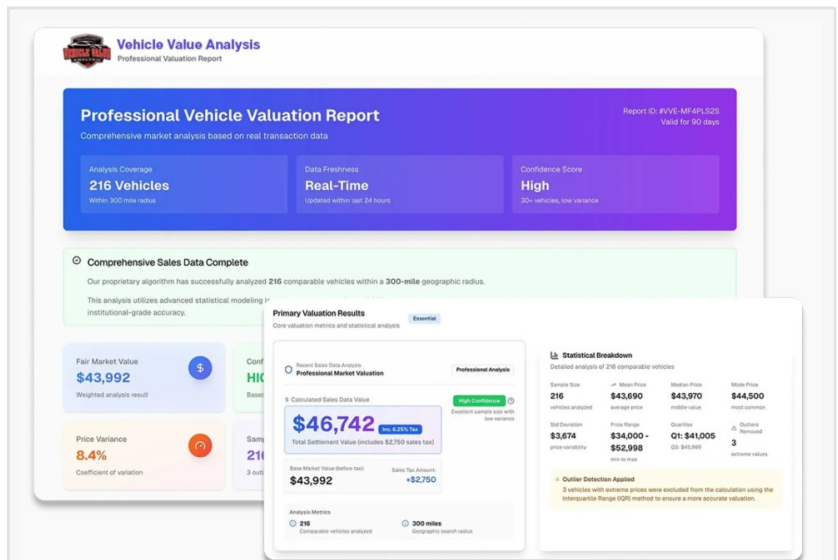 VEHICLE VALUE
ANALYSIS
Vehicle Value Analysis
Professional Valuation Report
Professional Vehicle Valuation Report
Comprehensive market analysis based on real transaction data
Report ID: #VVE-MF4PLS2S
Valid for 90 days
Analysis Coverage
216 Vehicles
Within 300 mile radius
Data Freshness
Real-Time
Updated within last 24 hours
Confidence Score
High
30+ vehicles, low variance
Comprehensive Sales Data Complete
Our proprietary algorithm has successfully analyzed 216 comparable vehicles within a 300-mile geographic radius.
This analysis utilizes advanced statistical modeling
institutional-grade accuracy.
Fair Market Value
$43,992
Weighted analysis result
Price Variance
8.4%
Coefficient of variation
Primary Valuation Results
Core valuation metrics and statistical analysis
Essential
Recent Sales Data Analysis
Professional Market Valuation
Professional Analysis
$ Calculated Sales Data Value
High Confidence
Excellent sample size with
low variance
$46,742 Inc. 6.25% Tax
Total Settlement Value (includes $2,750 sales tax)
Base Market Value (before tax):
$43,992
Sales Tax Amount:
+$2,750
Analysis Metrics
216
Comparable vehicles analyzed
300 miles
Geographic search radius
Statistical Breakdown
Detailed analysis of 216 comparable vehicles
Sample Size
216
vehicles analyzed
Mean Price
$43,690
average price
Median Price
$43,970
middle value
Mode Price
$44,500
most common
Std Deviation
$3,674
price variability
Price Range
$34,000 -
$52,998
min to max
Quartiles
Q1: $41,005
Q3: $45,999
Outliers
Removed
3
extreme values
Outlier Detection Applied
3 vehicles with extreme prices were excluded from the calculation using the
Interquartile Range (IQR) method to ensure a more accurate valuation.